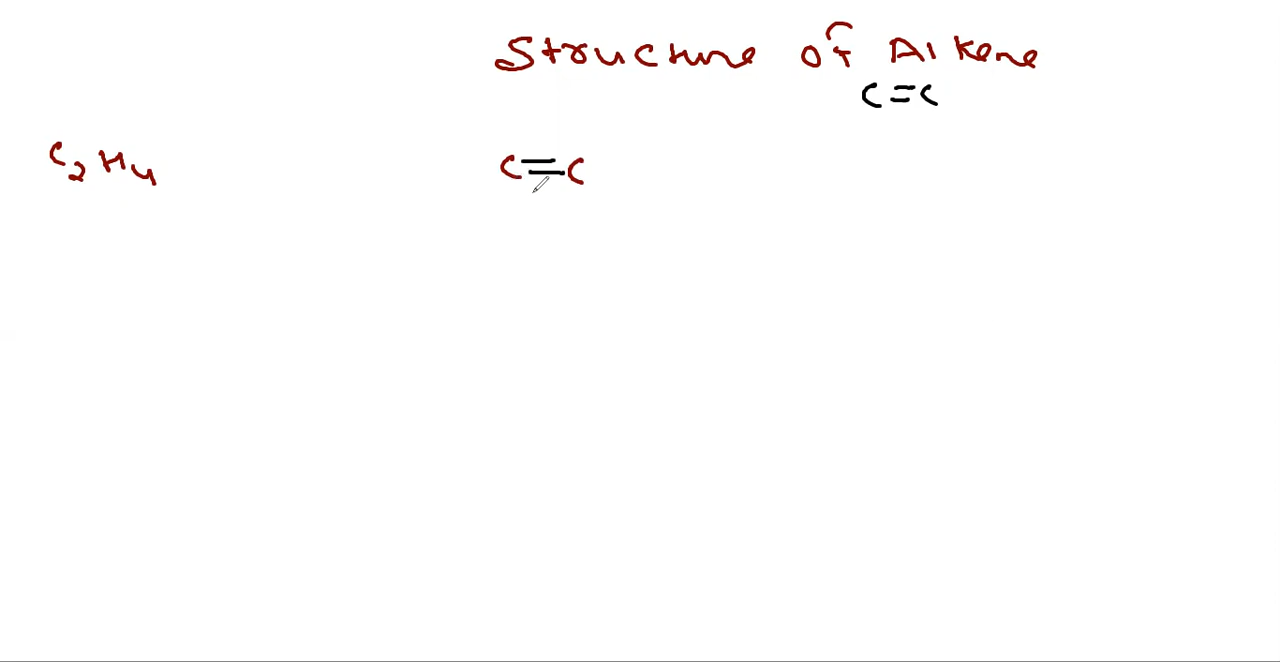 Structure of Alkene
C=C
C₂H₄ C=C